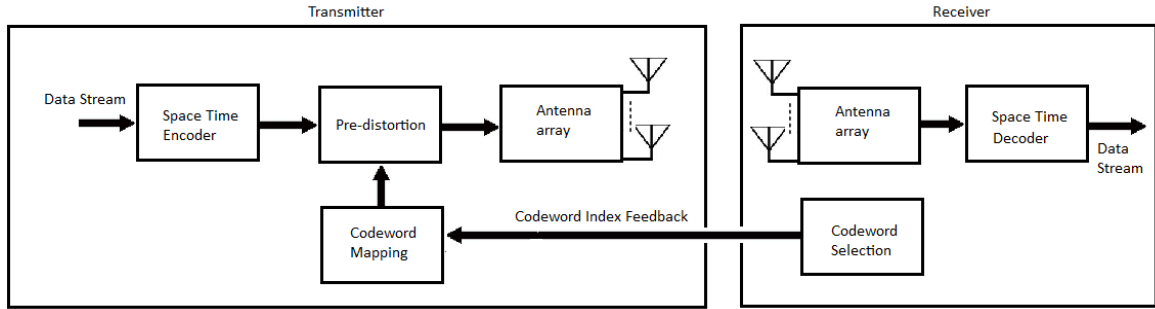 Transmitter
Receiver
Data Stream
Space Time
Encoder
Pre-distortion
Antenna
array
Antenna
array
Space Time
Decoder
Data
Stream
Codeword Index Feedback
Codeword
Mapping
Codeword
Selection